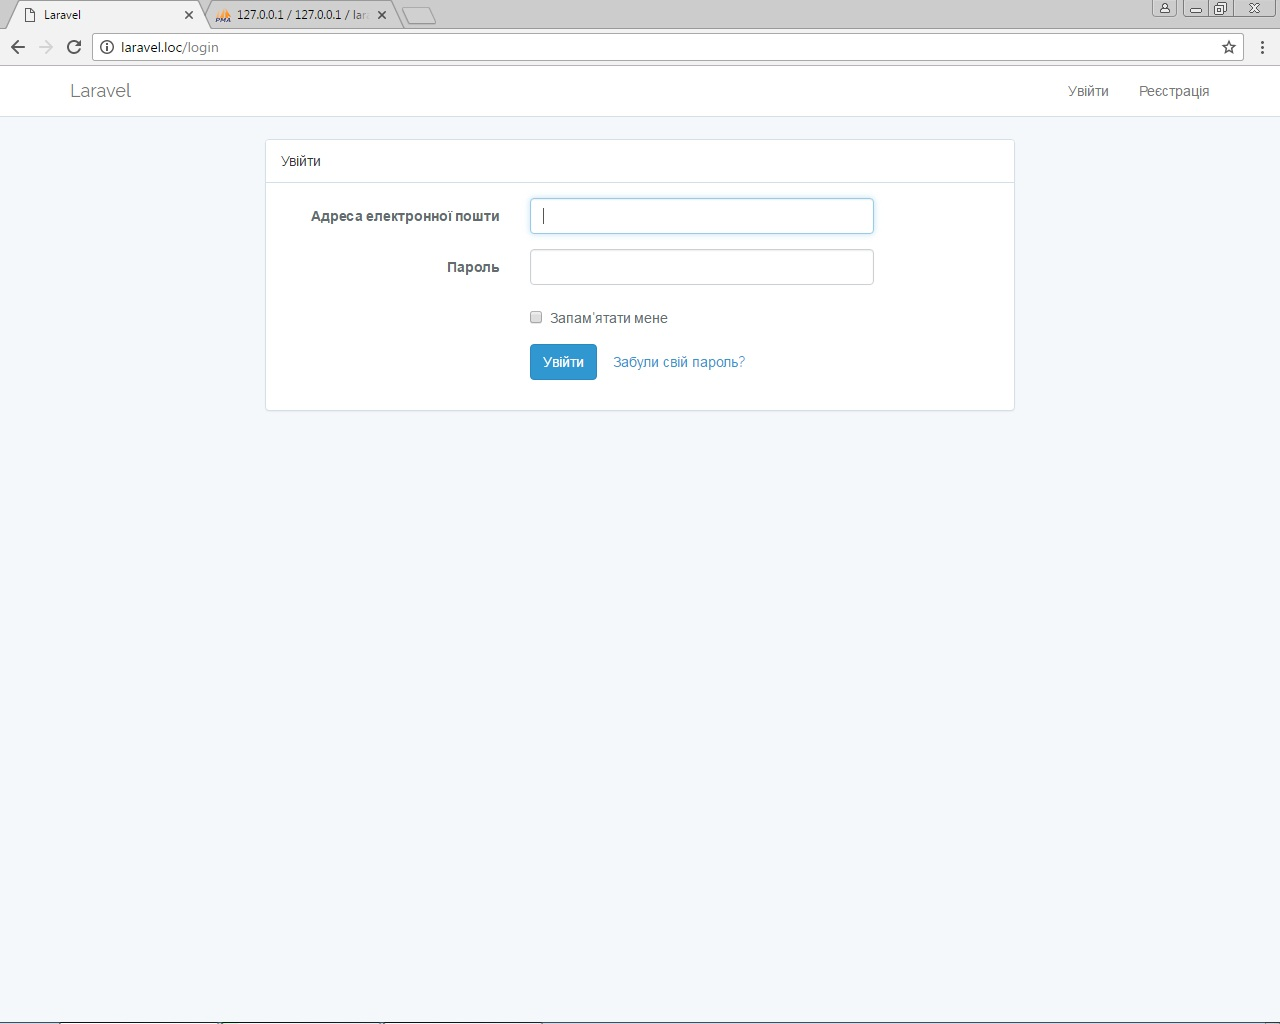 Laravel
127.0.0.1 / 127.0.0.1 / lar
laravel.loc/login
Laravel
Увійти Реєстрація
Увійти
Адреса електронної пошти
Пароль
Запам'ятати мене
Увійти Забули свій пароль?